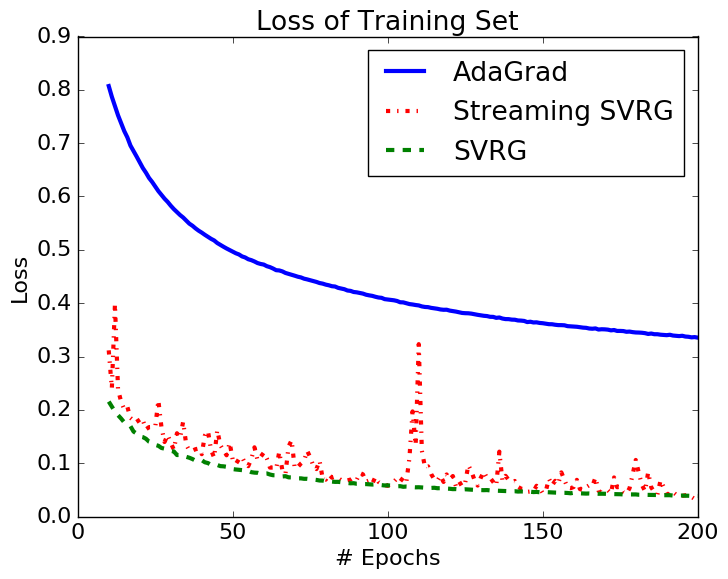 Loss of Training Set
0.9
0.8
0.7
0.6
0.5
0.4
0.3
0.2
0.1
0.0
Loss
AdaGrad
Streaming SVRG
SVRG
0 50 100 150 200
# Epochs